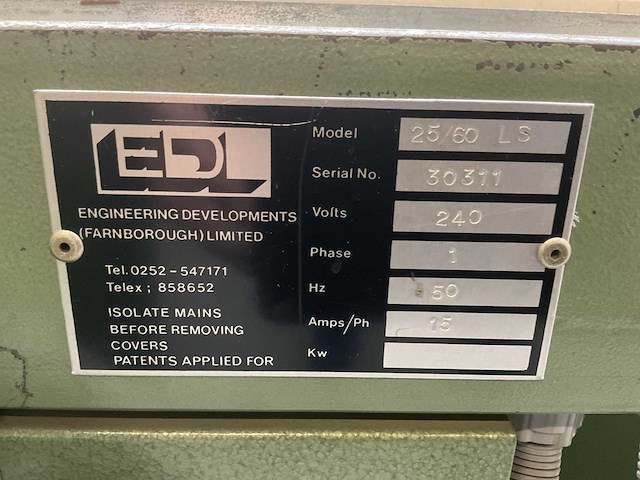 EDL
ENGINEERING DEVELOPMENTS
(FARNBOROUGH) LIMITED
Tel. 0252-547171
Telex; 858652
ISOLATE MAINS
BEFORE REMOVING
COVERS
PATENTS APPLIED FOR
Model 25/60 LS
Serial No. 30311
Volts 240
Phase 1
Hz 50
Amps/Ph 15
Kw